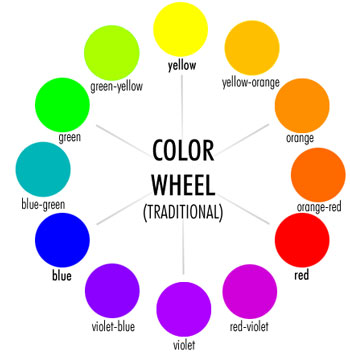 yellow
yellow-orange
orange
orange-red
red
red-violet
violet
violet-blue
blue
blue-green
green
green-yellow
COLOR
WHEEL
(TRADITIONAL)